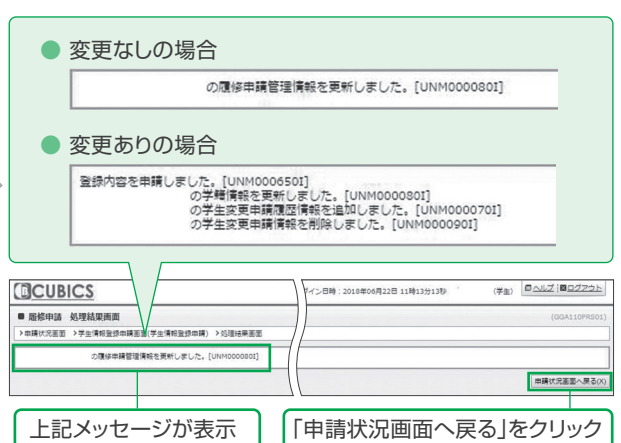 変更なしの場合
の履修申請管理情報を更新しました。[UNM000080I]
変更ありの場合
登録内容を申請しました。[UNM000650I]
の学籍情報を更新しました。[UNM000080I]
の学生変更申請履歴情報を追加しました。[UNM000070I]
の学生変更申請情報を削除しました。[UNM000090I]
CUBICS
グイン日時：2018年06月22日 11時13分13秒 (学生) ヘルプ ログアウト
■ 履修申請 処理結果画面 (GGA110PRS01)
>申請状況画面 >学生情報登録申請画面(学生情報登録申請) >処理結果画面
の履修申請管理情報を更新しました。[UNM000080I]
申請状況画面へ戻る(X)
上記メッセージが表示
「申請状況画面へ戻る」をクリック